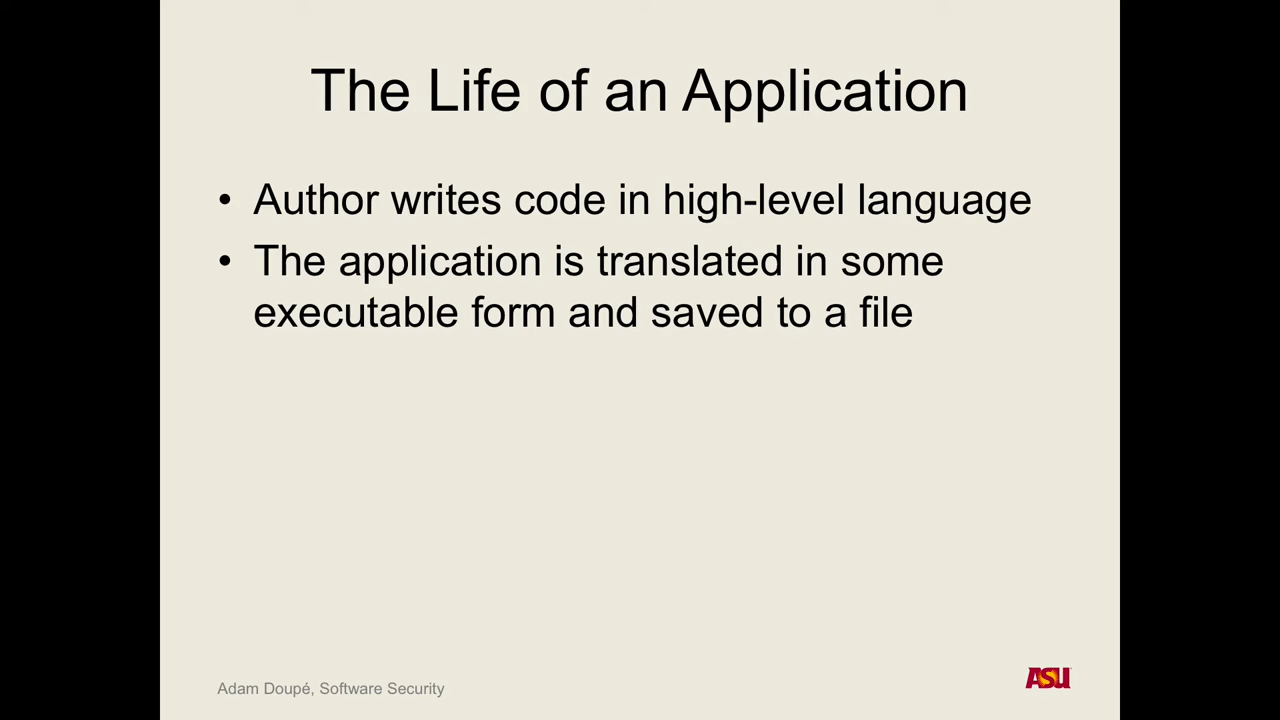 The Life of an Application
• Author writes code in high-level language
• The application is translated in some
executable form and saved to a file
Adam Doupé, Software Security
ASU